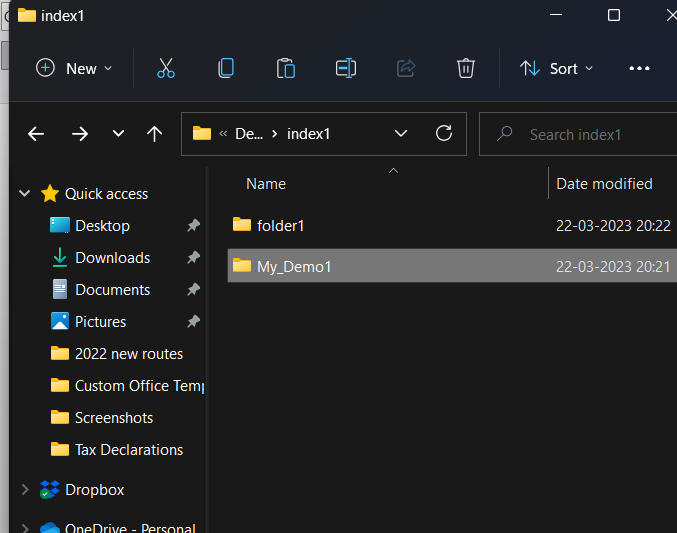 index1
New
Sort
De... index1
Search index1
Name Date modified
Quick access
Desktop
Downloads
Documents
Pictures
2022 new routes
Custom Office Temp
Screenshots
Tax Declarations
Dropbox
OneDrive - Personal
folder1 22-03-2023 20:22
My_Demo1 22-03-2023 20:21